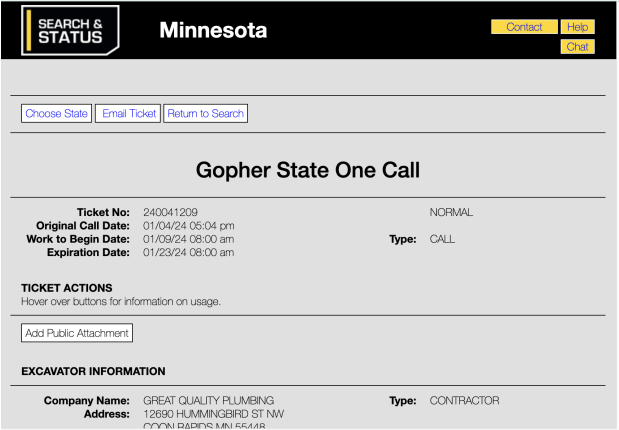 SEARCH &
STATUS
Minnesota
Contact Help
Chat
Choose State Email Ticket Return to Search
Gopher State One Call
Ticket No: 240041209 NORMAL
Original Call Date: 01/04/24 05:04 pm
Work to Begin Date: 01/09/24 08:00 am Type: CALL
Expiration Date: 01/23/24 08:00 am
TICKET ACTIONS
Hover over buttons for information on usage.
Add Public Attachment
EXCAVATOR INFORMATION
Company Name: GREAT QUALITY PLUMBING Type: CONTRACTOR
Address: 12690 HUMMINGBIRD ST NW
COON RAPIDS MN 55448